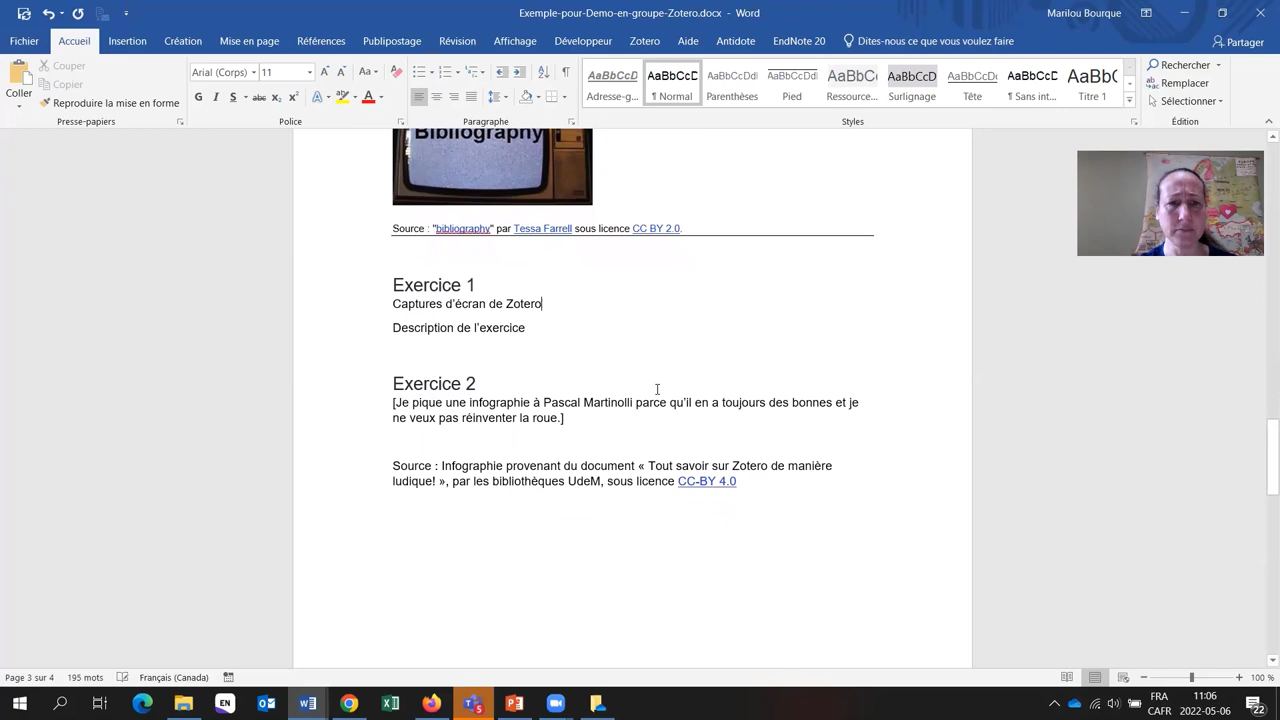 Exemple-pour-Demo-en-groupe-Zotero.docx - Word
Marilou Bourque
Fichier Accueil Insertion Création Mise en page Références Publipostage Révision Affichage Développeur Zotero Aide Antidote EndNote 20 Dites-nous ce que vous voulez faire Partager
Coller
Couper
Copier
Reproduire la mise en forme
Presse-papiers
Arial (Corps) 11
Police
Paragraphe
AaBbCcD AaBbCcDc AaBbCcDdI AaBbCcDdI AaBbCc AaBbCcD AaBbCcDdc AaBbCcDc AaBbC
Adresse-g... ¶ Normal Parenthèses Pied Ressource... Surlignage Tête ¶ Sans int... Titre 1
Styles
Rechercher
Remplacer
Sélectionner
Édition
Bibliography
Source : "bibliography" par Tessa Farrell sous licence CC BY 2.0.
Exercice 1
Captures d'écran de Zotero
Description de l'exercice
Exercice 2
[Je pique une infographie à Pascal Martinolli parce qu'il en a toujours des bonnes et je
ne veux pas réinventer la roue.]
Source : Infographie provenant du document « Tout savoir sur Zotero de manière
ludique! », par les bibliothèques UdeM, sous licence CC-BY 4.0
Page 3 sur 4 195 mots Français (Canada) 100 %
EN
FRA
CAFR
11:06
2022-05-06
22